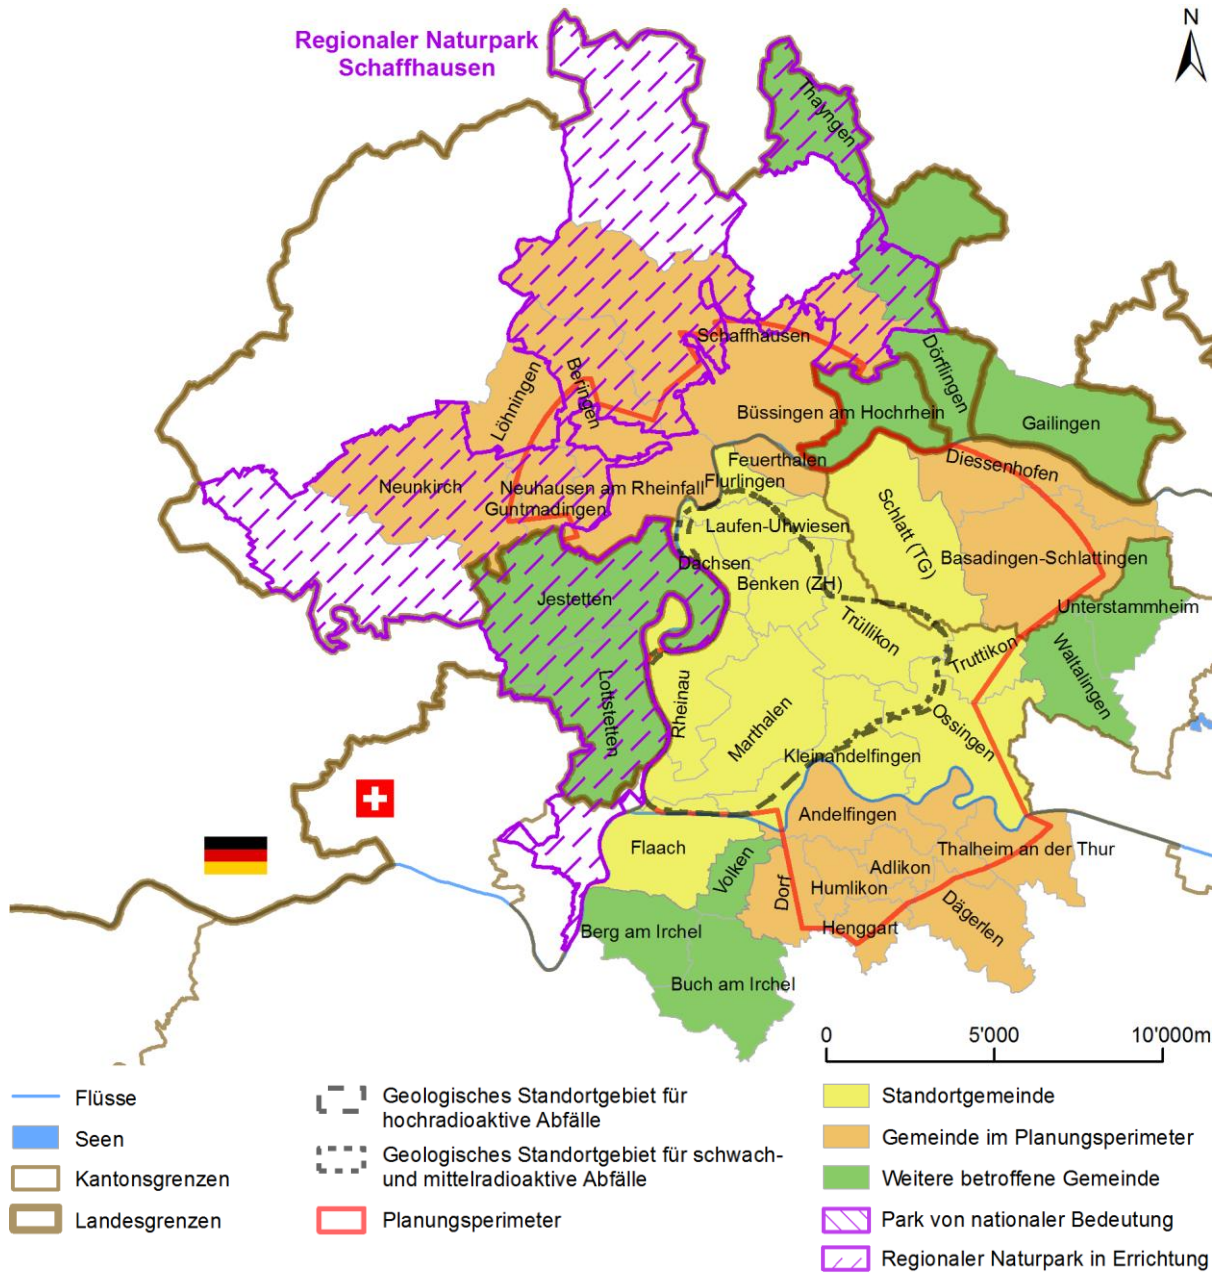 Regionaler Naturpark
Schaffhausen
N
Thayngen
Schaffhausen
Dörflingen
Löhningen
Beringen
Büssingen am Hochrhein
Gailingen
Feuerthalen
Diessenhofen
Neunkirch
Neuhausen am Rheinfall
Flurlingen
Guntmadingen
Laufen-Uhwiesen
Schlatt (TG)
Basadingen-Schlattingen
Dachsen
Benken (ZH)
Jestetten
Unterstammheim
Trüllikon
Truttikon
Waltalingen
Lottstetten
Rheinau
Marthalen
Ossingen
Kleinandelfingen
Andelfingen
Flaach
Volken
Thalheim an der Thur
Adlikon
Dorf
Humlikon
Dägerlen
Berg am Irchel
Henggart
Buch am Irchel
0 5'000 10'000m
Flüsse
Seen
Kantonsgrenzen
Landesgrenzen
Geologisches Standortgebiet für
hochradioaktive Abfälle
Geologisches Standortgebiet für schwach-
und mittelradioaktive Abfälle
Planungsperimeter
Standortgemeinde
Gemeinde im Planungsperimeter
Weitere betroffene Gemeinde
Park von nationaler Bedeutung
Regionaler Naturpark in Errichtung